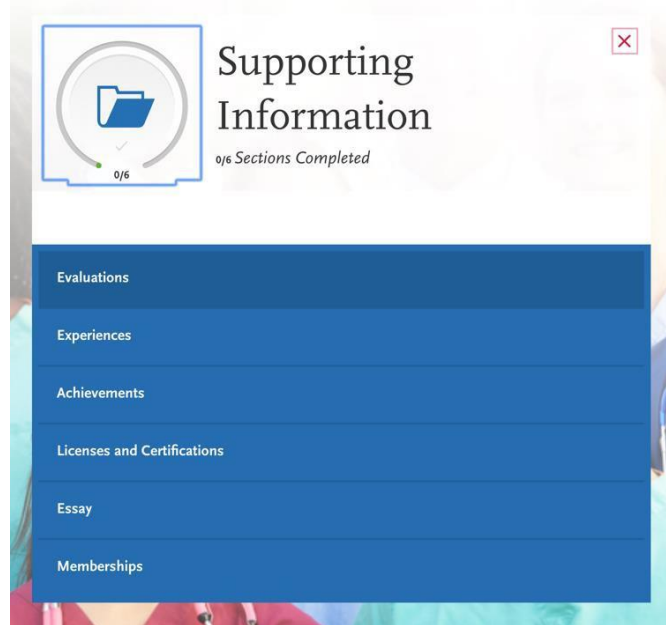 Supporting
Information
0/6 Sections Completed
0/6
Evaluations
Experiences
Achievements
Licenses and Certifications
Essay
Memberships